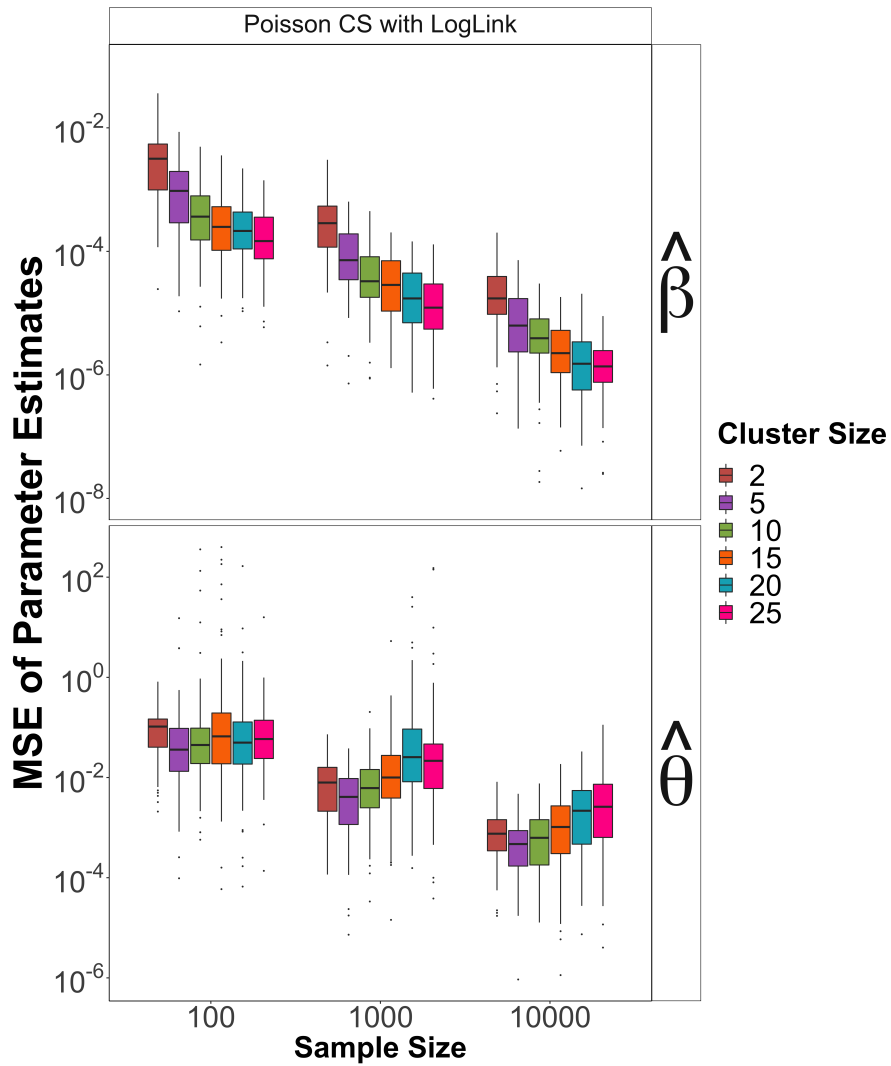 Poisson CS with LogLink
MSE of Parameter Estimates
10^-2
10^-4
10^-6
10^-8
β̂
10^2
10^0
10^-2
10^-4
10^-6
θ̂
100 1000 10000
Sample Size
Cluster Size
2
5
10
15
20
25